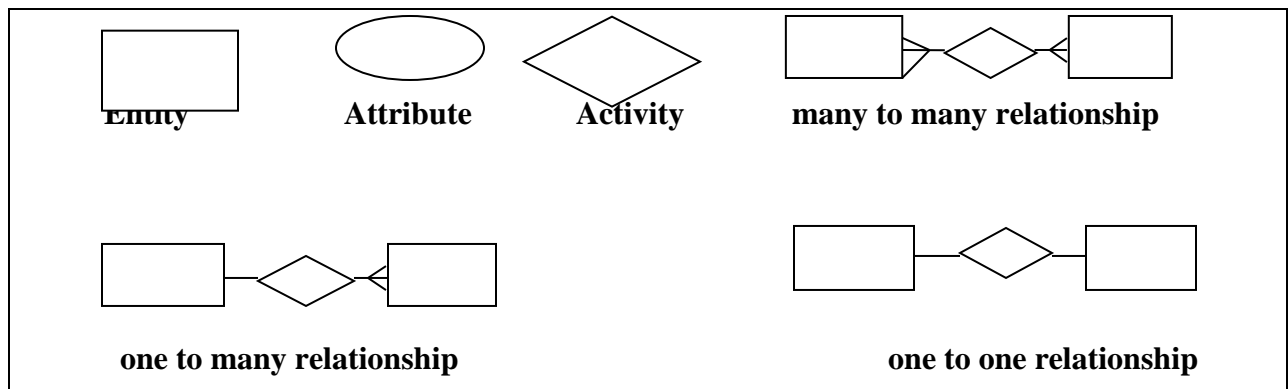 Entity Attribute Activity many to many relationship
one to many relationship one to one relationship